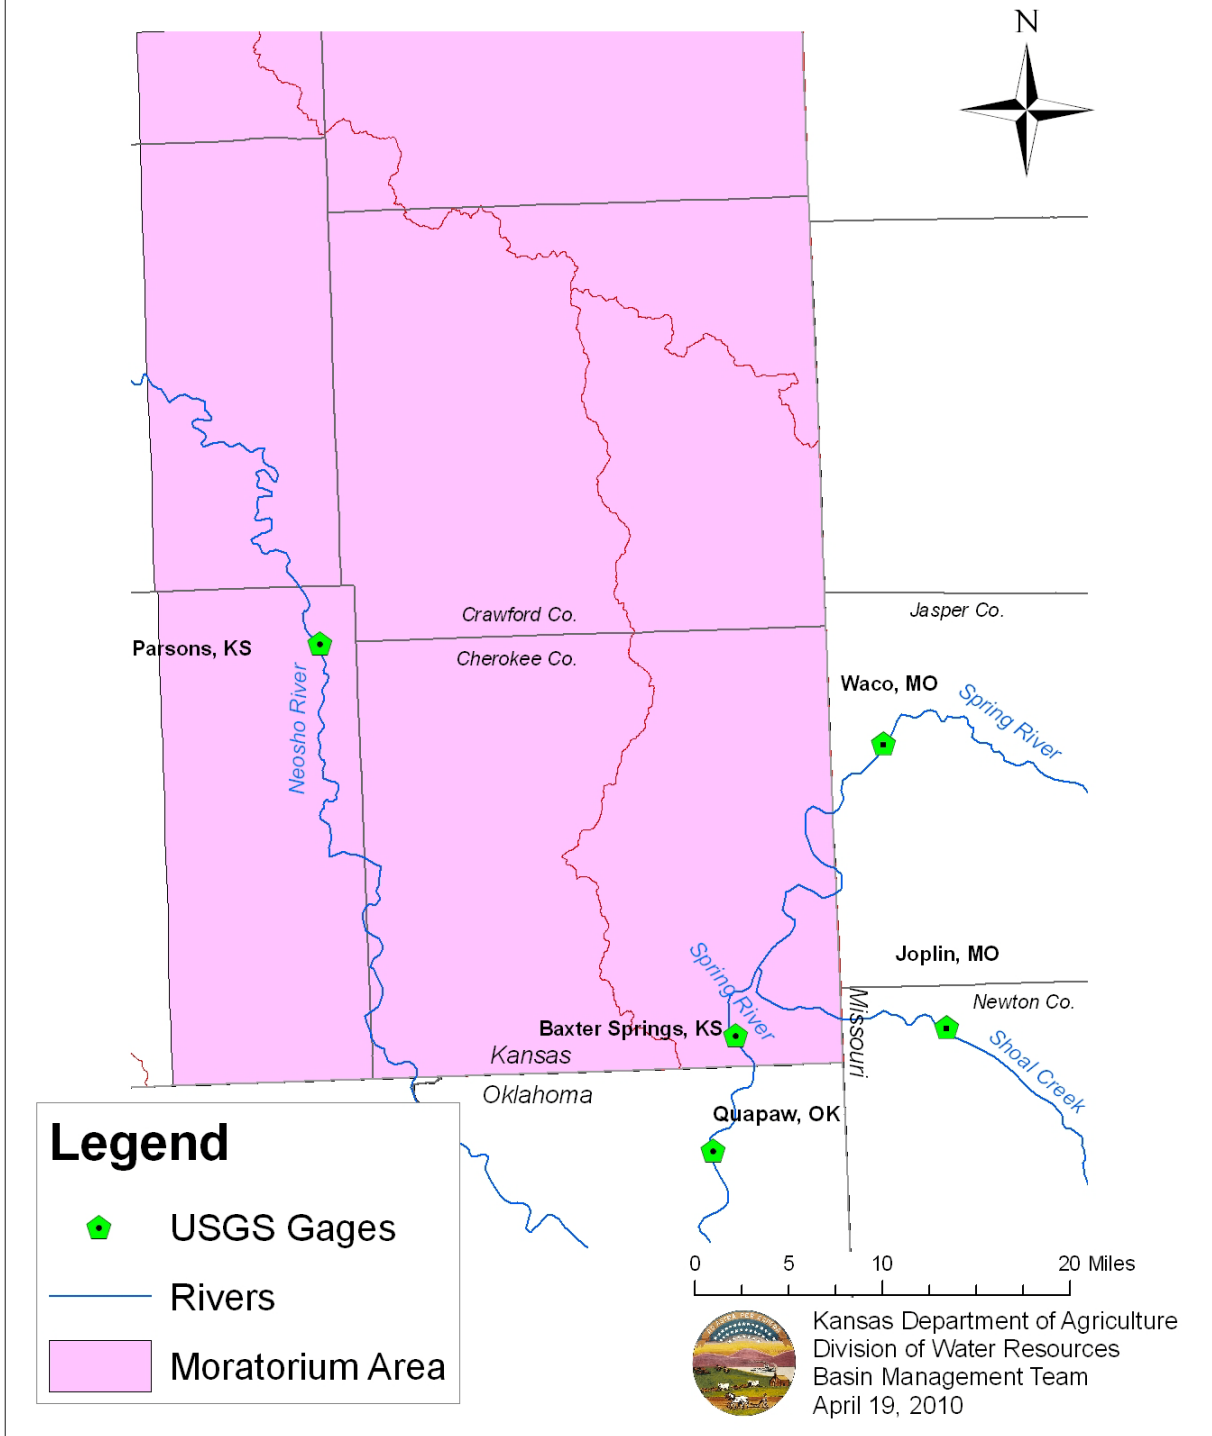 N
Crawford Co.
Jasper Co.
Parsons, KS
Cherokee Co.
Neosho River
Waco, MO
Spring River
Joplin, MO
Spring River
Newton Co.
Missouri
Baxter Springs, KS
Shoal Creek
Kansas
Oklahoma
Quapaw, OK
Legend
USGS Gages
Rivers
Moratorium Area
0 5 10 20 Miles
Kansas Department of Agriculture
Division of Water Resources
Basin Management Team
April 19, 2010